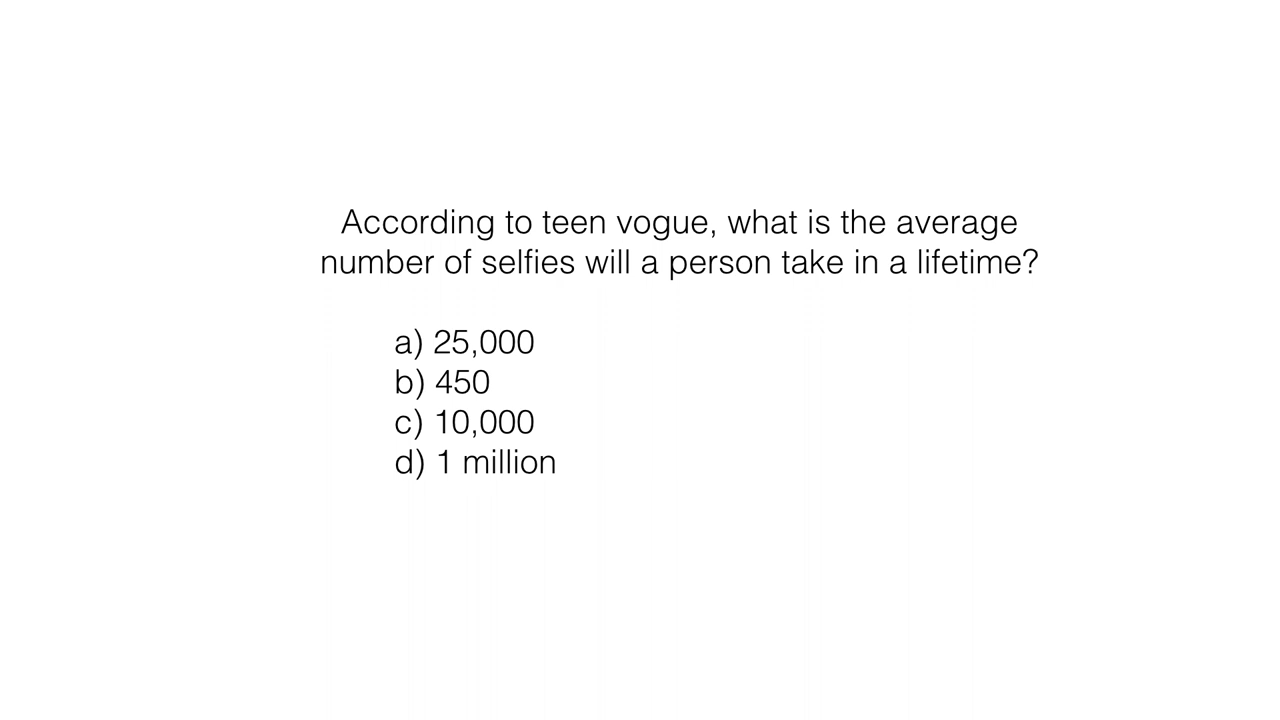 According to teen vogue, what is the average
number of selfies will a person take in a lifetime?
a) 25,000
b) 450
c) 10,000
d) 1 million